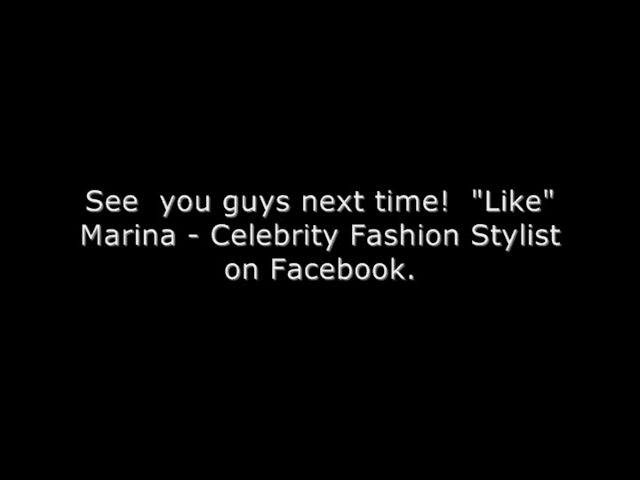 See  you guys next time!  "Like"
Marina - Celebrity Fashion Stylist
on Facebook.